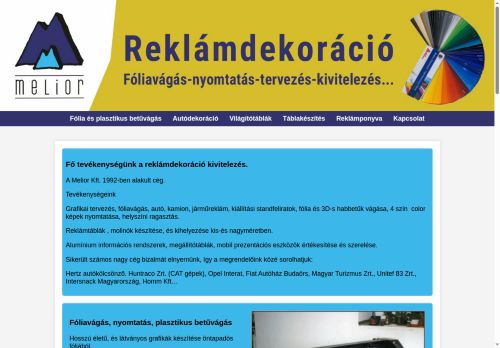 Reklámdekoráció
Fóliavágás-nyomtatás-tervezés-kivitelezés...
MELIOR
Fólia és plasztikus betűvágás Autódekoráció Világítótáblák Táblakészítés Reklámponyva Kapcsolat
Fő tevékenységünk a reklámdekoráció kivitelezés.
A Melior Kft. 1992-ben alakult cég.
Tevékenységeink
Grafikai tervezés, fóliavágás, autó, kamion, járműreklám, kiállítási standfeliratok, fólia és 3D-s habbetűk vágása, 4 szín color
képek nyomtatása, helyszíni ragasztás.
Reklámtáblák , molinók készítése, és kihelyezése kis-és nagyméretben.
Alumínium információs rendszerek, megállítótáblák, mobil prezentációs eszközök értékesítése és szerelése.
Sikerült számos nagy cég bizalmát elnyernünk, így a megrendelőink közé sorolhatjuk:
Hertz autókölcsönző. Huntraco Zrt. (CAT gépek), Opel Interat, Fiat Autóház Budaörs, Magyar Turizmus Zrt., Unitef 83 Zrt.,
Intersnack Magyarország, Homm Kft...
Fóliavágás, nyomtatás, plasztikus betűvágás
Hosszú életű, és látványos grafikák készítése öntapadós
fóliából.